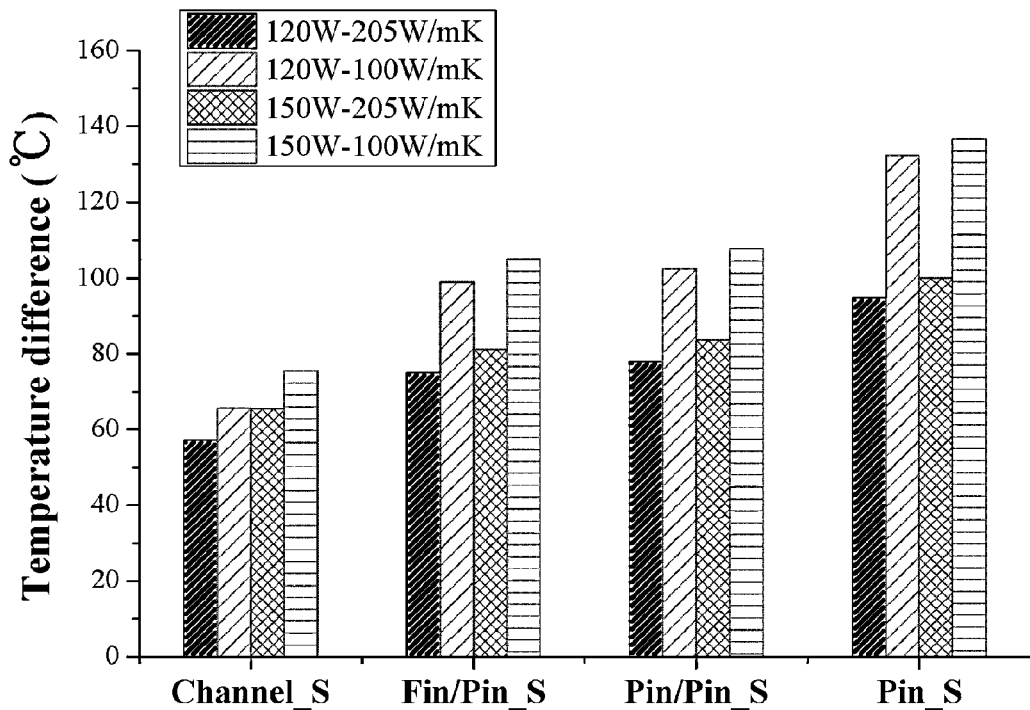 120W-205W/mK
120W-100W/mK
150W-205W/mK
150W-100W/mK
Temperature difference (℃)
160
140
120
100
80
60
40
20
0
Channel_S Fin/Pin_S Pin/Pin_S Pin_S